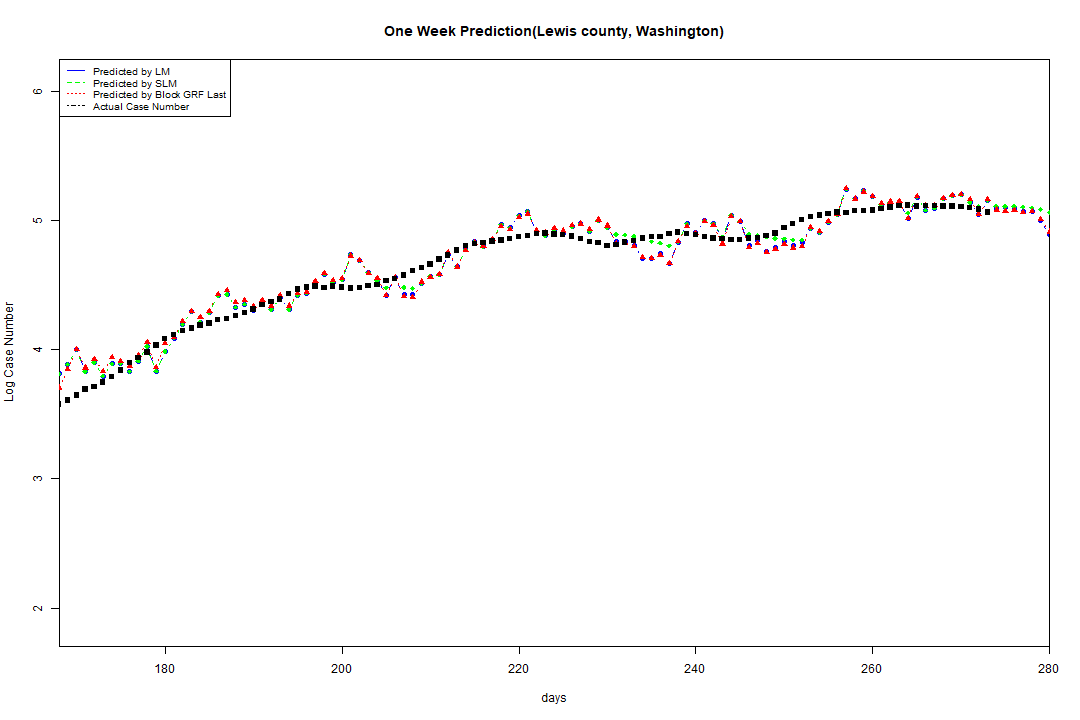 One Week Prediction(Lewis county, Washington)
Predicted by LM
Predicted by SLM
Predicted by Block GRF Last
Actual Case Number
6
5
4
3
2
Log Case Number
180 200 220 240 260 280
days